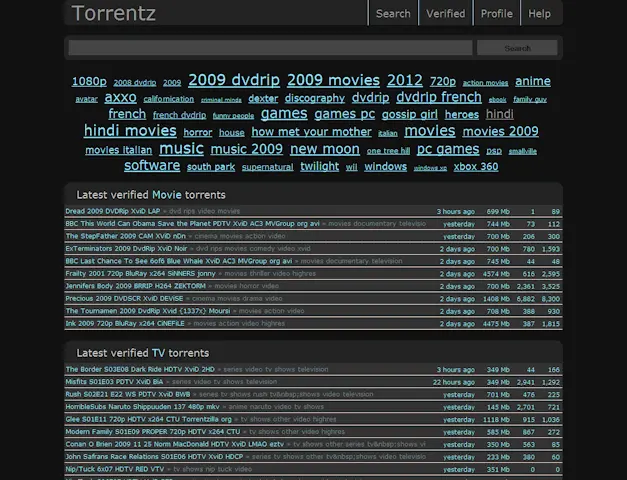 Torrentz
Search Verified Profile Help
Search
1080p 2008 dvdrip 2009 2009 dvdrip 2009 movies 2012 720p action movies anime
avatar axxo californication criminal minds dexter discography dvdrip dvdrip french ebook family guy
french french dvdrip funny people games games pc gossip girl heroes hindi
hindi movies horror house how met your mother italian movies movies 2009
movies italian music music 2009 new moon one tree hill pc games psp smallville
software south park supernatural twilight wii windows windows xp xbox 360
Latest verified Movie torrents
Dread 2009 DVDRip XviD LAP » dvd rips video movies 3 hours ago 699 Mb 1 89
BBC This World Can Obama Save the Planet PDTV XviD AC3 MVGroup org avi » movies documentary televisio yesterday 744 Mb 73 112
The StepFather 2009 CAM XviD nDn » cinema movies action video yesterday 700 Mb 206 300
ExTerminators 2009 DvdRip Xvid Noir » dvd rips movies comedy video xvid 2 days ago 700 Mb 780 1,593
BBC Last Chance To See 6of6 Blue Whale XviD AC3 MVGroup org avi » movies documentary televisi 2 days ago 745 Mb 44 48
Frailty 2001 720p BluRay x264 SiNNERS jonny » movies thriller video highres 2 days ago 4574 Mb 616 2,595
Jennifers Body 2009 BRRIP H264 ZEKTORM » movies horror video 2 days ago 700 Mb 2,361 3,525
Precious 2009 DVDSCR XviD DEViSE » cinema movies drama video 2 days ago 1408 Mb 6,882 8,300
The Tournamen 2009 DvdRip Xvid {1337x} Noursi » movies action video 2 days ago 708 Mb 388 930
Ink 2009 720p BluRay x264 CiNEFiLE » movies action video highres 2 days ago 4475 Mb 387 1,815
Latest verified TV torrents
The Border S03E08 Dark Ride HDTV XviD 2HD » series video tv shows television 3 hours ago 349 Mb 44 166
Misfits S01E03 PDTV XviD BiA » series video tv shows television 22 hours ago 349 Mb 2,941 1,292
Rush S02E21 E22 WS PDTV XviD BWB » series tv shows rush tv&nbsp;shows video television yesterday 701 Mb 476 225
HorribleSubs Naruto Shippuuden 137 480p mkv » anime naruto video tv shows yesterday 145 Mb 2,701 721
Glee S01E11 720p HDTV x264 CTU Torrentzilla org » tv shows other video highres yesterday 1118 Mb 915 1,036
Modern Family S01E09 PROPER 720p HDTV x264 CTU » tv shows other video highres yesterday 585 Mb 867 272
Conan O Brien 2009 11 25 Norm MacDonald HDTV XviD LMAO eztv » tv shows other series tv&nbsp;shows vi yesterday 350 Mb 563 85
John Safrans Race Relations S01E06 HDTV XviD HDCP » series tv shows other tv&nbsp;shows video televisi yesterday 233 Mb 380 60
Nip/Tuck 6x07 HDTV RED VTV » tv shows nip tuck video yesterday 351 Mb 0 0